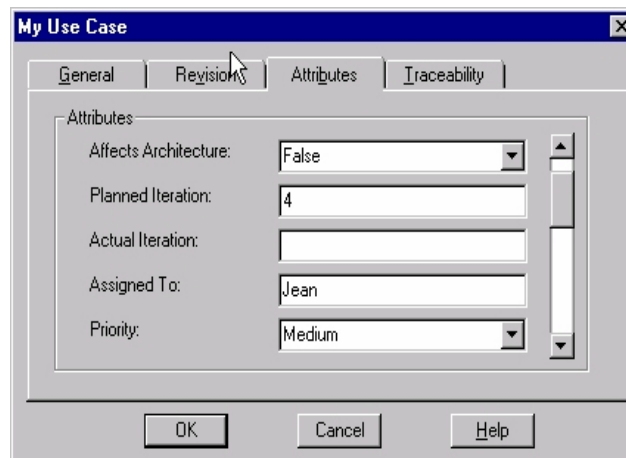 My Use Case
General Revision Attributes Traceability
Attributes
Affects Architecture: False
Planned Iteration: 4
Actual Iteration:
Assigned To: Jean
Priority: Medium
OK Cancel Help